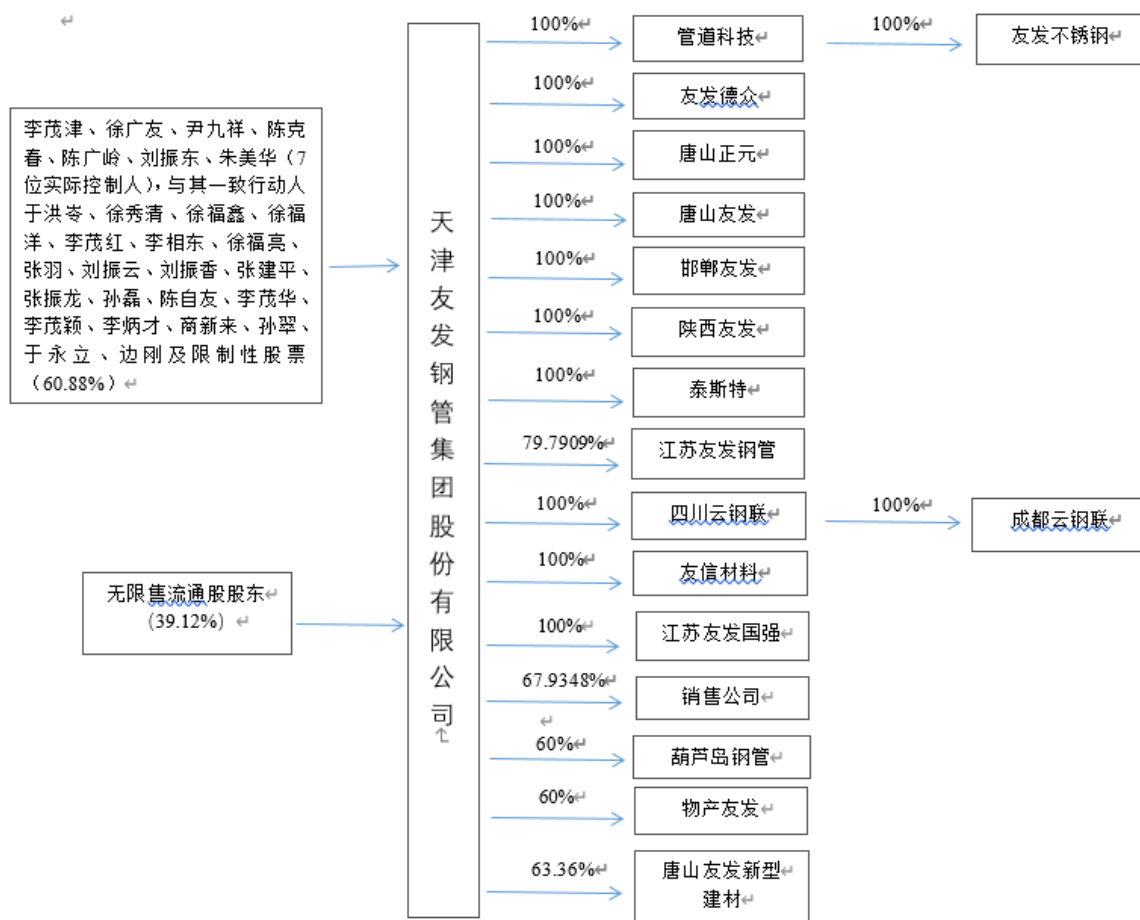 李茂津、徐广友、尹九祥、陈克
春、陈广岭、刘振东、朱美华（7
位实际控制人），与其一致行动人
于洪岺、徐秀清、徐福鑫、徐福
洋、李茂红、李相东、徐福亮、
张羽、刘振云、刘振香、张建平、
张振龙、孙磊、陈自友、李茂华、
李茂颖、李炳才、商新来、孙翠、
于永立、边刚及限制性股票
（60.88%）
无限售流通股股东
(39.12%)
天津友发钢管集团股份有限公司
100%
管道科技
100%
友发不锈钢
100%
友发德众
100%
唐山正元
100%
唐山友发
100%
邯郸友发
100%
陕西友发
100%
泰斯特
79.7909%
江苏友发钢管
100%
四川云钢联
100%
成都云钢联
100%
友信材料
100%
江苏友发国强
67.9348%
销售公司
60%
葫芦岛钢管
60%
物产友发
63.36%
唐山友发新型
建材